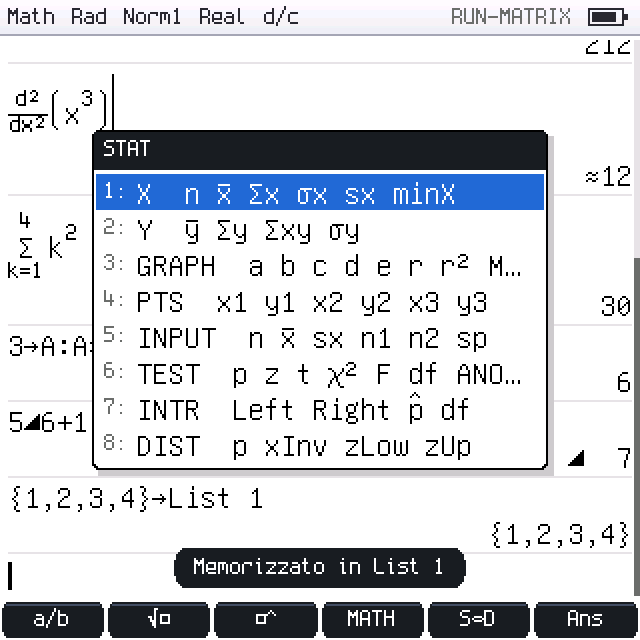 Math Rad Norm1 Real d/c RUN-MATRIX
212
d²/dx²(x³)
≈12
4
Σ k²
k=1
30
3→A:A
6
5◢6+1
◢ 7
{1,2,3,4}→List 1
{1,2,3,4}
STAT
1: X n x̄ Σx σx sx minX
2: Y ȳ Σy Σxy σy
3: GRAPH a b c d e r r² M…
4: PTS x1 y1 x2 y2 x3 y3
5: INPUT n x̄ sx n1 n2 sp
6: TEST p z t χ² F df ANO…
7: INTR Left Right p̂ df
8: DIST p xInv zLow zUp
Memorizzato in List 1
a/b √▫ ▫^ MATH S=D Ans